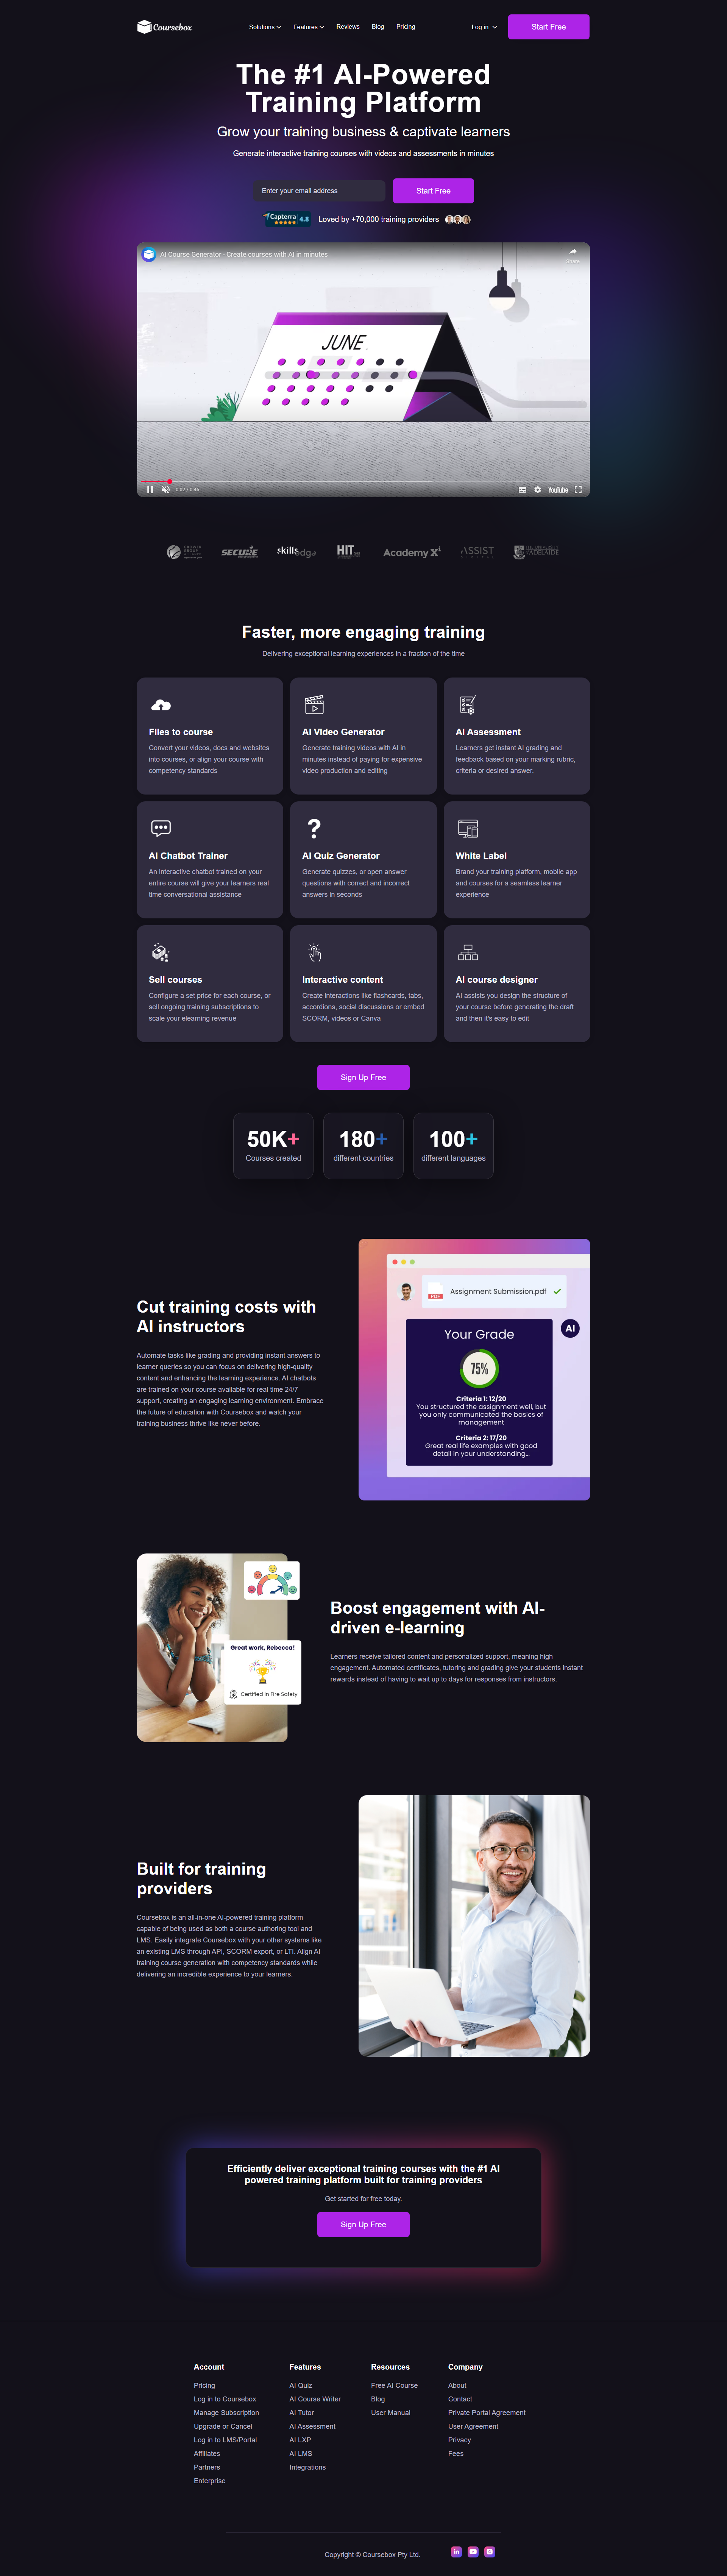 Coursebox
Solutions
Features
Reviews
Blog
Pricing
Log in
Start Free
The #1 AI-Powered
Training Platform
Grow your training business & captivate learners
Generate interactive training courses with videos and assessments in minutes
Enter your email address
Start Free
Capterra
4.8
Loved by +70,000 training providers
AI Course Generator - Create courses with AI in minutes
Share
JUNE
0:02 / 0:46
YouTube
SECUZE
skillsedge
HIT
Academy Xi
ASSIST
THE UNIVERSITY
of ADELAIDE
Faster, more engaging training
Delivering exceptional learning experiences in a fraction of the time
Files to course
Convert your videos, docs and websites
into courses, or align your course with
competency standards
AI Video Generator
Generate training videos with AI in
minutes instead of paying for expensive
video production and editing
AI Assessment
Learners get instant AI grading and
feedback based on your marking rubric,
criteria or desired answer.
AI Chatbot Trainer
An interactive chatbot trained on your
entire course will give your learners real
time conversational assistance
AI Quiz Generator
Generate quizzes, or open answer
questions with correct and incorrect
answers in seconds
White Label
Brand your training platform, mobile app
and courses for a seamless learner
experience
Sell courses
Configure a set price for each course, or
sell ongoing training subscriptions to
scale your elearning revenue
Interactive content
Create interactions like flashcards, tabs,
accordions, social discussions or embed
SCORM, videos or Canva
AI course designer
AI assists you design the structure of
your course before generating the draft
and then it's easy to edit
Sign Up Free
50K+
Courses created
180+
different countries
100+
different languages
Cut training costs with
AI instructors
Automate tasks like grading and providing instant answers to
learner queries so you can focus on delivering high-quality
content and enhancing the learning experience. AI chatbots
are trained on your course available for real time 24/7
support, creating an engaging learning environment. Embrace
the future of education with Coursebox and watch your
training business thrive like never before.
PDF
Assignment Submission.pdf
AI
Your Grade
75%
Criteria 1: 12/20
You structured the assignment well, but
you only communicated the basics of
management
Criteria 2: 17/20
Great real life examples with good
detail in your understanding...
Great work, Rebecca!
Certified in Fire Safety
Boost engagement with AI-
driven e-learning
Learners receive tailored content and personalized support, meaning high
engagement. Automated certificates, tutoring and grading give your students instant
rewards instead of having to wait up to days for responses from instructors.
Built for training
providers
Coursebox is an all-in-one AI-powered training platform
capable of being used as both a course authoring tool and
LMS. Easily integrate Coursebox with your other systems like
an existing LMS through API, SCORM export, or LTI. Align AI
training course generation with competency standards while
delivering an incredible experience to your learners.
Efficiently deliver exceptional training courses with the #1 AI
powered training platform built for training providers
Get started for free today.
Sign Up Free
Account
Pricing
Log in to Coursebox
Manage Subscription
Upgrade or Cancel
Log in to LMS/Portal
Affiliates
Partners
Enterprise
Features
AI Quiz
AI Course Writer
AI Tutor
AI Assessment
AI LXP
AI LMS
Integrations
Resources
Free AI Course
Blog
User Manual
Company
About
Contact
Private Portal Agreement
User Agreement
Privacy
Fees
Copyright © Coursebox Pty Ltd.